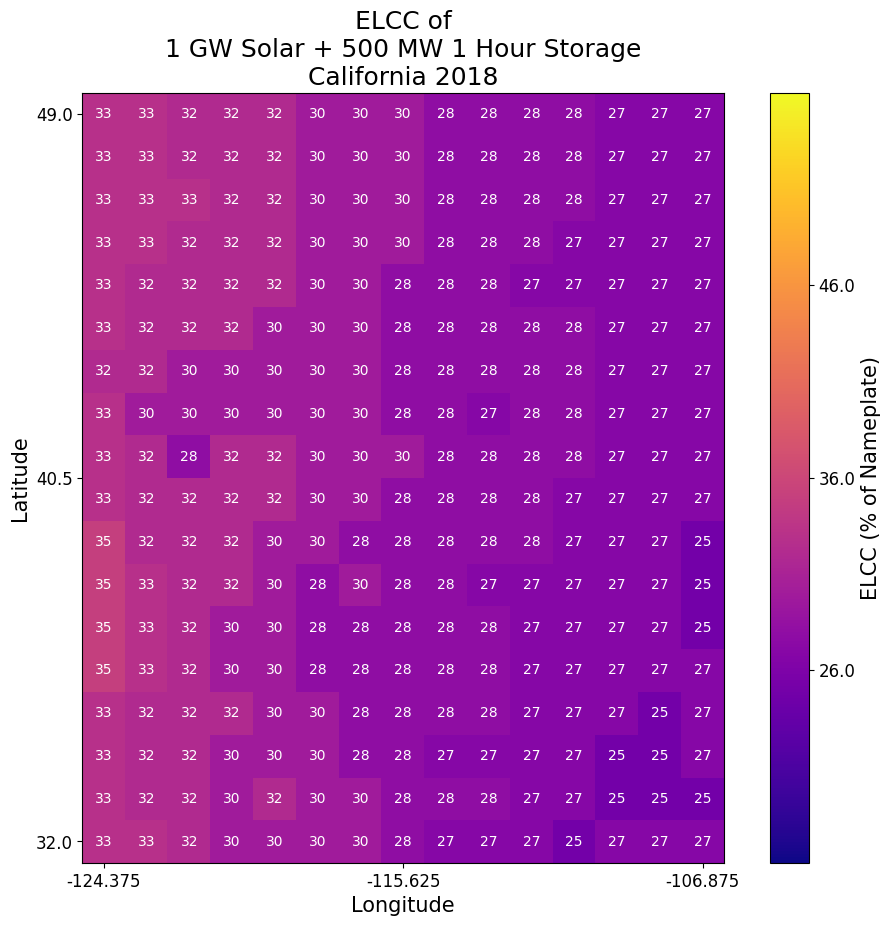 ELCC of
1 GW Solar + 500 MW 1 Hour Storage
California 2018
49.0
40.5
32.0
Latitude
33 33 32 32 32 30 30 30 28 28 28 28 27 27 27
33 33 32 32 32 30 30 30 28 28 28 28 27 27 27
33 33 33 32 32 30 30 30 28 28 28 28 27 27 27
33 33 32 32 32 30 30 30 28 28 28 27 27 27 27
33 32 32 32 32 30 30 28 28 28 27 27 27 27 27
33 32 32 32 30 30 30 28 28 28 28 28 27 27 27
32 32 30 30 30 30 30 28 28 28 28 28 27 27 27
33 30 30 30 30 30 30 28 28 27 28 28 27 27 27
33 32 28 32 32 30 30 30 28 28 28 28 27 27 27
33 32 32 32 32 30 30 28 28 28 28 27 27 27 27
35 32 32 32 30 30 28 28 28 28 28 27 27 27 25
35 33 32 32 30 28 30 28 28 27 27 27 27 27 25
35 33 32 30 30 28 28 28 28 28 27 27 27 27 25
35 33 32 30 30 28 28 28 28 28 27 27 27 27 27
33 32 32 32 30 30 28 28 28 28 27 27 27 25 27
33 32 32 30 30 30 28 28 27 27 27 27 25 25 27
33 32 32 30 32 30 30 28 28 28 27 27 25 25 25
33 33 32 30 30 30 30 28 27 27 27 25 27 27 27
-124.375 -115.625 -106.875
Longitude
46.0
36.0
26.0
ELCC (% of Nameplate)